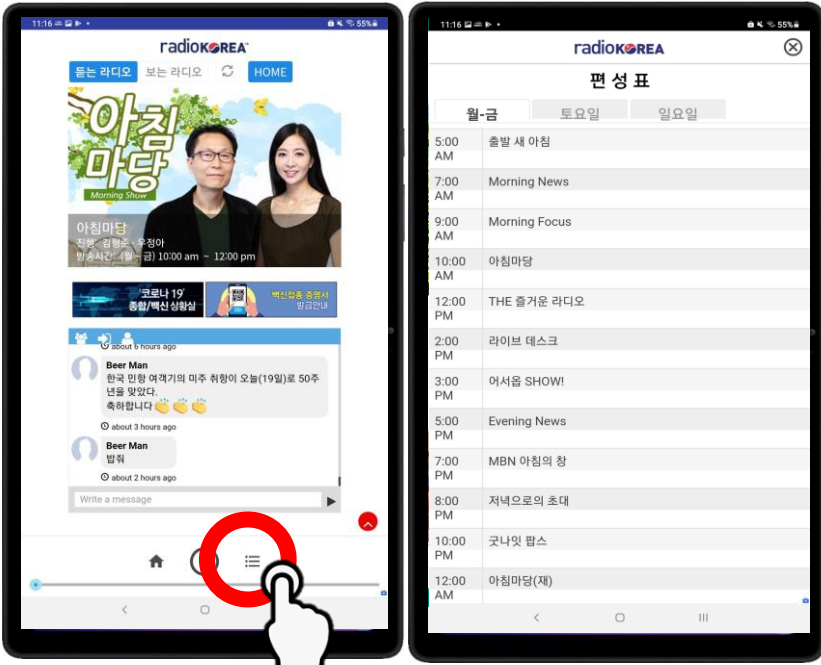 11:16
55%
radioKOREA
듣는 라디오 보는 라디오 HOME
아침
마당
Morning Show
아침마당
진행: 김형준 · 우정아
방송시간: (월 - 금) 10:00 am ~ 12:00 pm
'코로나 19'
종합/백신 상황실
백신접종 증명서
발급안내
about 6 hours ago
Beer Man
한국 민항 여객기의 미주 취항이 오늘(19일)로 50주
년을 맞았다.
축하합니다 👏 👏 👏
about 3 hours ago
Beer Man
밥줘
about 2 hours ago
Write a message
11:16
55%
radioKOREA
편성표
월-금 토요일 일요일
5:00 AM 출발 새 아침
7:00 AM Morning News
9:00 AM Morning Focus
10:00 AM 아침마당
12:00 PM THE 즐거운 라디오
2:00 PM 라이브 데스크
3:00 PM 어서옵 SHOW!
5:00 PM Evening News
7:00 PM MBN 아침의 창
8:00 PM 저녁으로의 초대
10:00 PM 굿나잇 팝스
12:00 AM 아침마당(재)